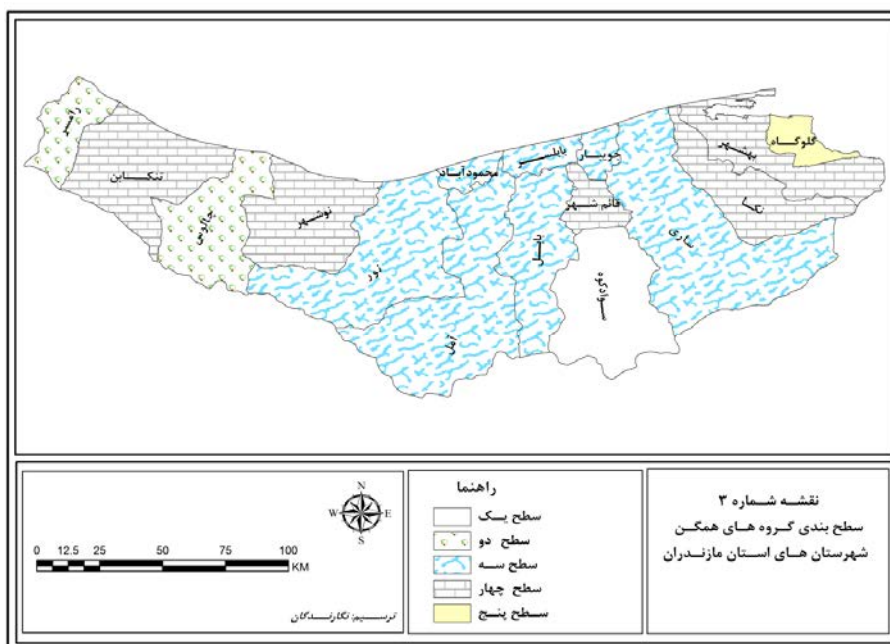 رامسر
تنکابن
چالوس
نوشهر
نور
محمودآباد
آمل
بابلسر
بابل
جویبار
قائم شهر
سوادکوه
ساری
بهشهر
نکا
گلوگاه
نقشه شماره ۳
سطح بندی گروه های همگن
شهرستان های استان مازندران
راهنما
سطح یک
سطح دو
سطح سه
سطح چهار
سطح پنج
N
W E
S
0 12.5 25 50 75 100
KM
ترسیم: نگارندگان